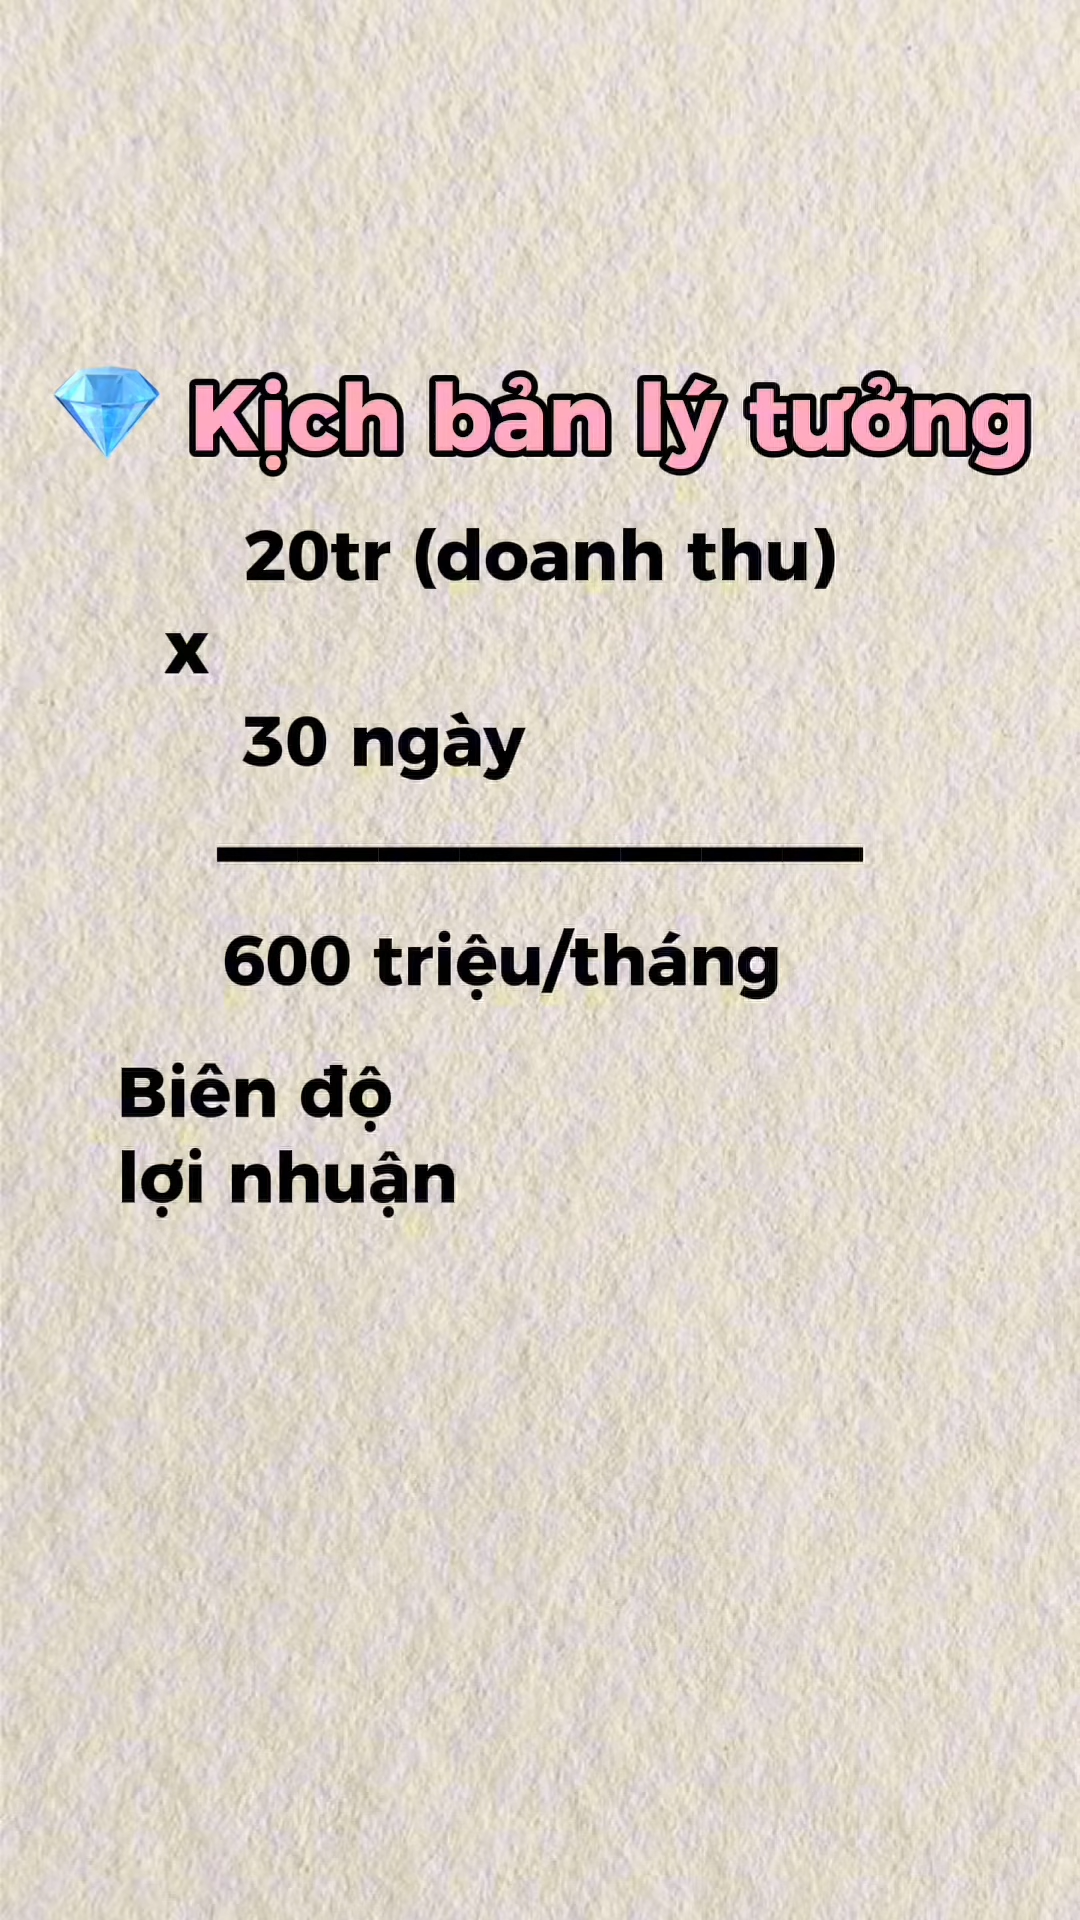 Kịch bản lý tưởng
20tr (doanh thu)
x
30 ngày
600 triệu/tháng
Biên độ
lợi nhuận